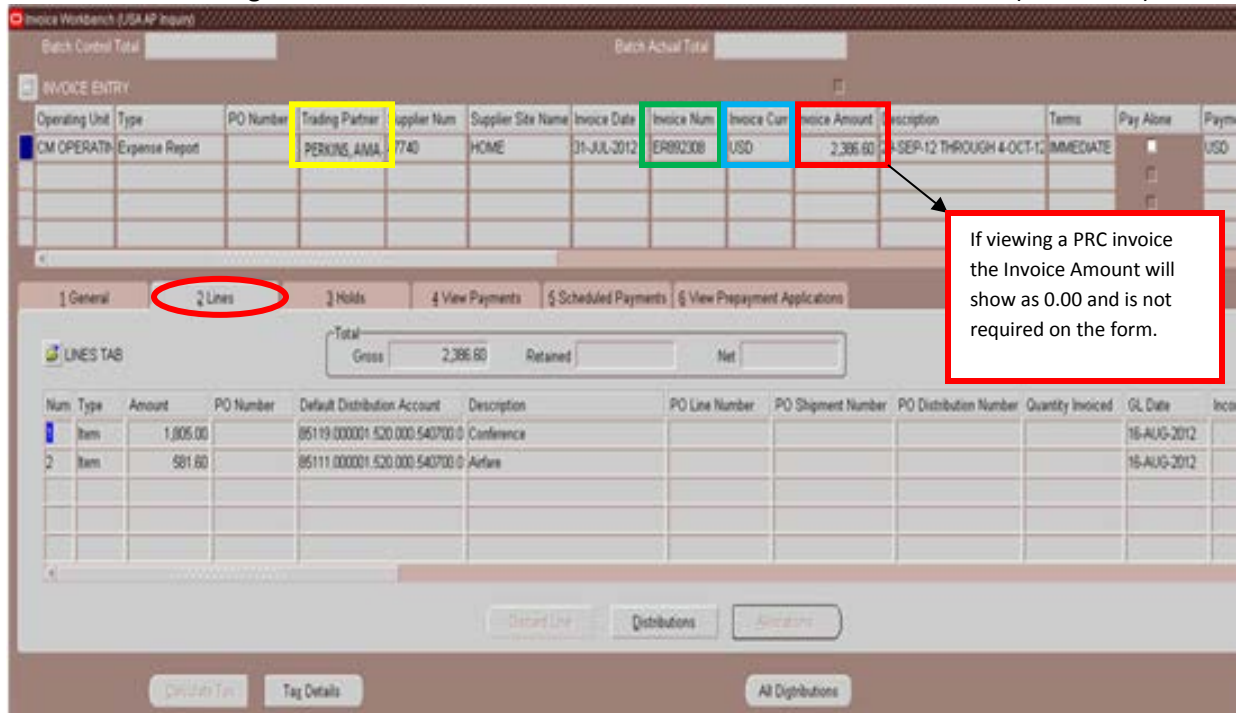 Invoice Workbench (USA AP Inquiry)
Batch Control Total Batch Actual Total
INVOICE ENTRY
Operating Unit Type PO Number Trading Partner Supplier Num Supplier Site Name Invoice Date Invoice Num Invoice Curr Invoice Amount Description Terms Pay Alone Payme
CM OPERATIN Expense Report PERKINS, AMA 7740 HOME 31-JUL-2012 ER892308 USD 2,386.60 SEP-12 THROUGH 4-OCT-12 IMMEDIATE USD
If viewing a PRC invoice
the Invoice Amount will
show as 0.00 and is not
required on the form.
1 General 2 Lines 3 Holds 4 View Payments 5 Scheduled Payments 6 View Prepayment Applications
LINES TAB
Total
Gross 2,386.60 Retained Net
Num Type Amount PO Number Default Distribution Account Description PO Line Number PO Shipment Number PO Distribution Number Quantity Invoiced GL Date Inco
1 Item 1,805.00 85119.000001.520.000.540700.0 Conference 16-AUG-2012
2 Item 581.60 85111.000001.520.000.540700.0 Airfare 16-AUG-2012
Discard Line Distributions Allocations
Calculate Tax Tag Details All Distributions